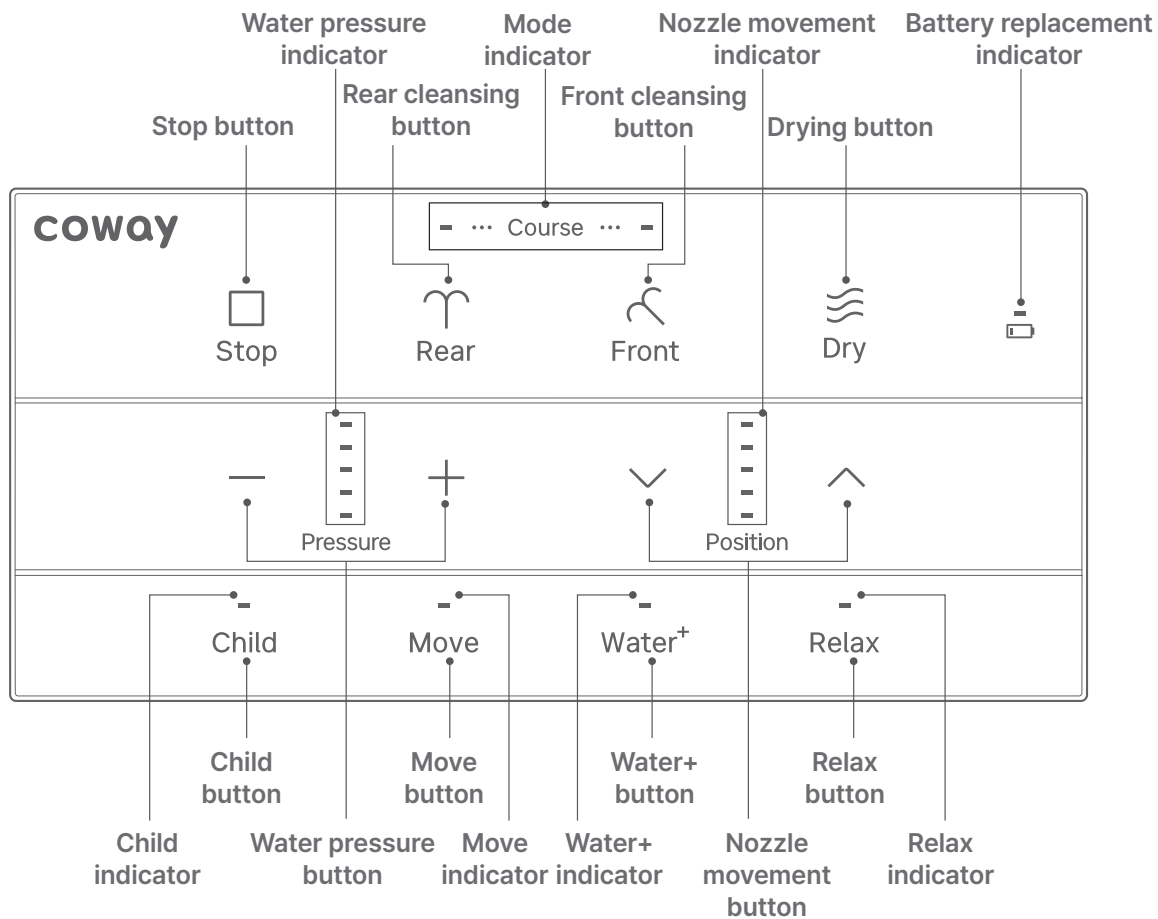 Water pressure
indicator
Mode
indicator
Nozzle movement
indicator
Battery replacement
indicator
Rear cleansing
button
Front cleansing
button
Stop button
Drying button
coway
- ··· Course ··· -
Stop
Rear
Front
Dry
Pressure
Position
Child
Move
Water+
Relax
Child
button
Move
button
Water+
button
Relax
button
Child
indicator
Water pressure
button
Move
indicator
Water+
indicator
Nozzle
movement
button
Relax
indicator